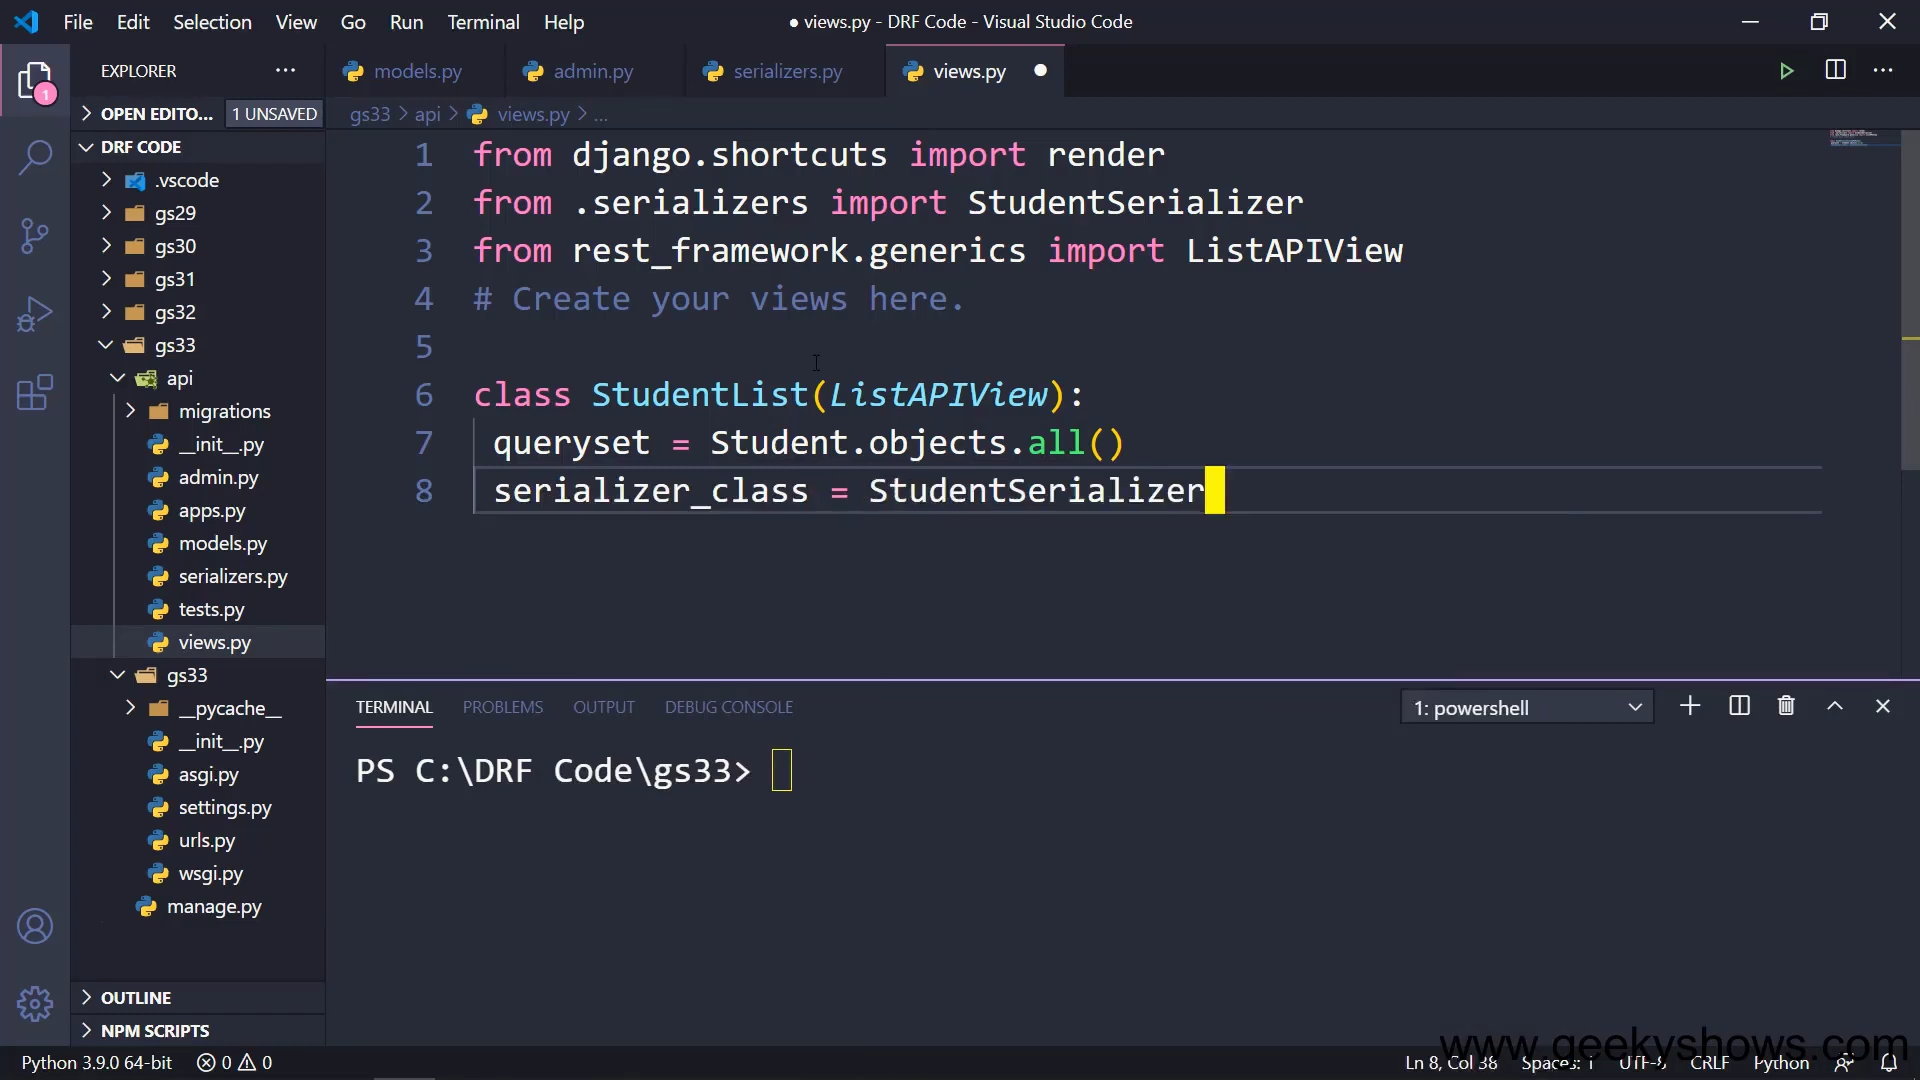 File Edit Selection View Go Run Terminal Help
● views.py - DRF Code - Visual Studio Code
EXPLORER
1
OPEN EDITO... 1 UNSAVED
DRF CODE
.vscode
gs29
gs30
gs31
gs32
gs33
api
migrations
__init__.py
admin.py
apps.py
models.py
serializers.py
tests.py
views.py
gs33
__pycache__
__init__.py
asgi.py
settings.py
urls.py
wsgi.py
manage.py
OUTLINE
NPM SCRIPTS
models.py admin.py serializers.py views.py
gs33 > api > views.py > ...
1 from django.shortcuts import render
2 from .serializers import StudentSerializer
3 from rest_framework.generics import ListAPIView
4 # Create your views here.
5
6 class StudentList(ListAPIView):
7 queryset = Student.objects.all()
8 serializer_class = StudentSerializer
TERMINAL PROBLEMS OUTPUT DEBUG CONSOLE
1: powershell
PS C:\DRF Code\gs33>
www.geekyshows.com
Python 3.9.0 64-bit 0 0
Ln 8, Col 38 Spaces: 1 UTF-8 CRLF Python